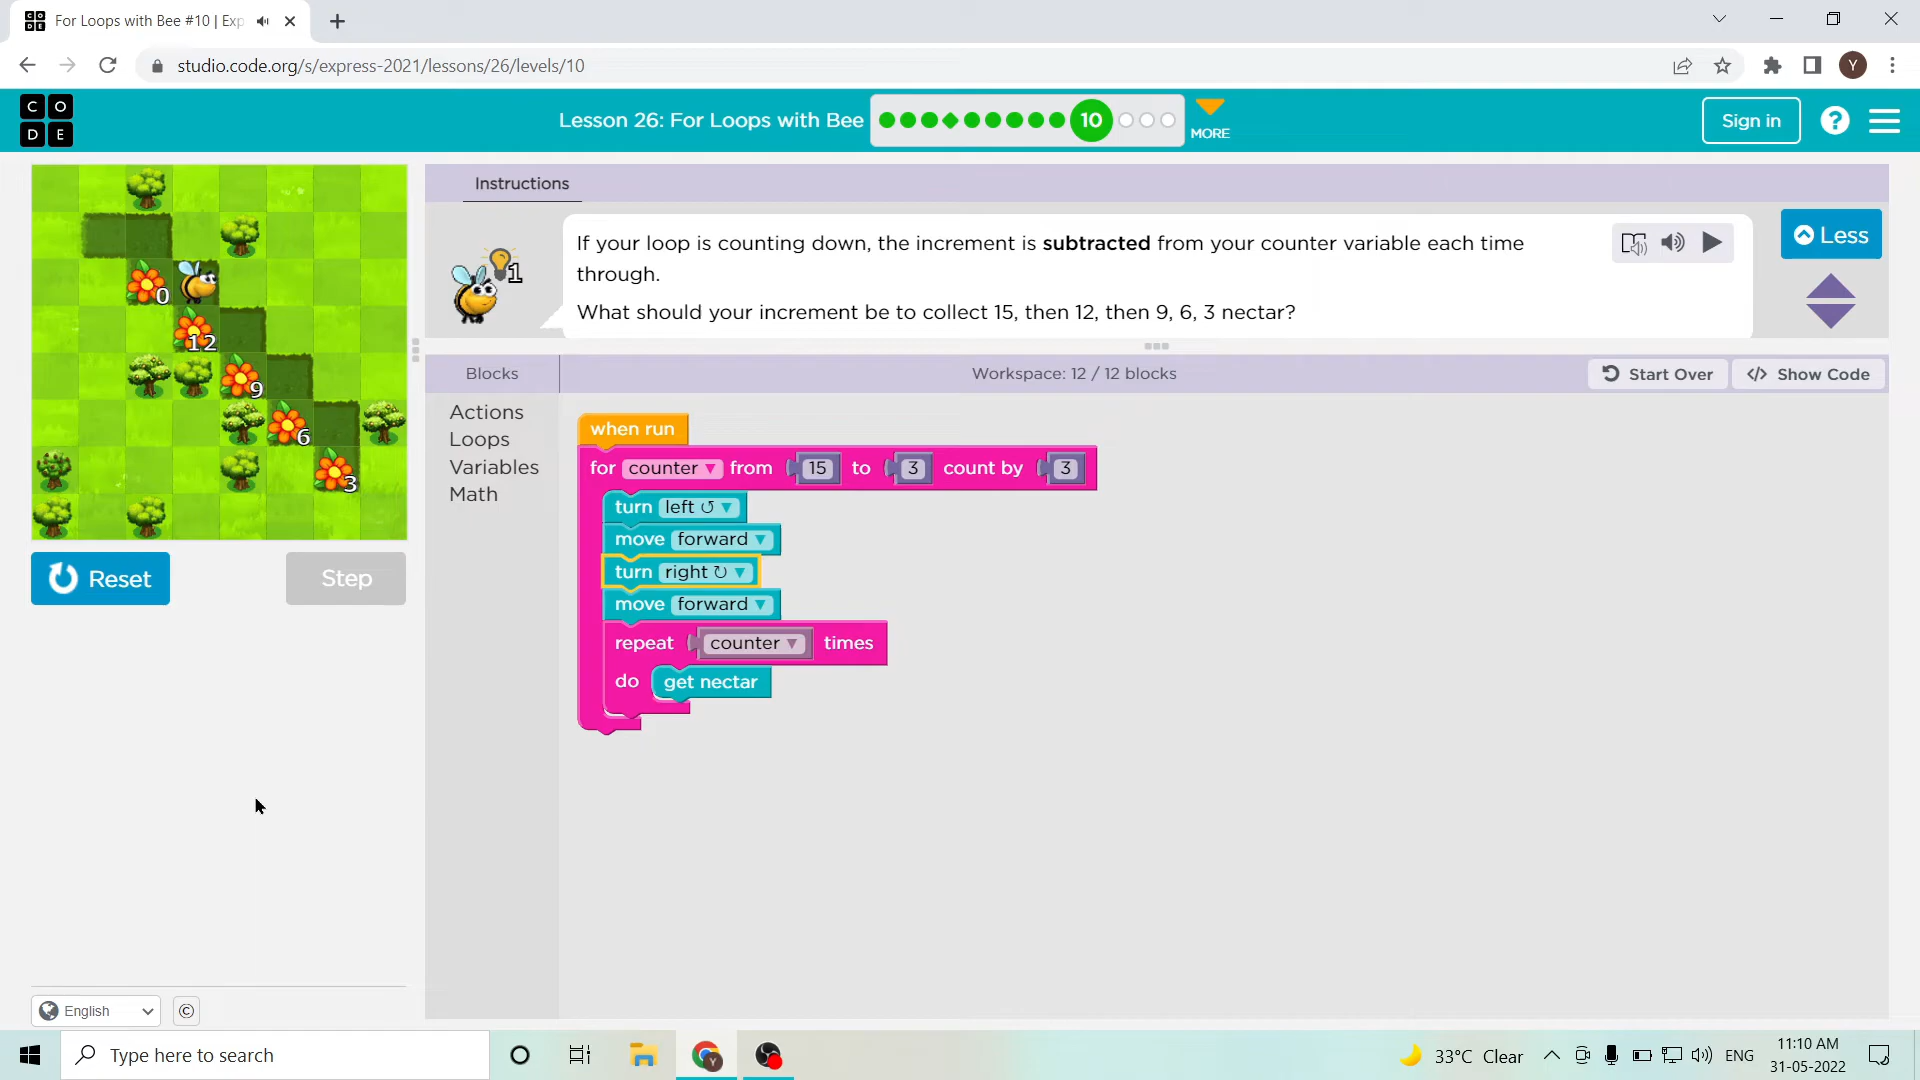 For Loops with Bee #10 | Exp
studio.code.org/s/express-2021/lessons/26/levels/10
Y
C O
D E
Lesson 26: For Loops with Bee
10
MORE
Sign in
?
Instructions
1
If your loop is counting down, the increment is subtracted from your counter variable each time
through.
What should your increment be to collect 15, then 12, then 9, 6, 3 nectar?
Less
0
12
9
6
3
Reset
Step
Blocks
Workspace: 12 / 12 blocks
Start Over
</> Show Code
Actions
Loops
Variables
Math
when run
for counter from 15 to 3 count by 3
turn left
move forward
turn right
move forward
repeat counter times
do get nectar
English
©
Type here to search
Y
33°C Clear
ENG
11:10 AM
31-05-2022